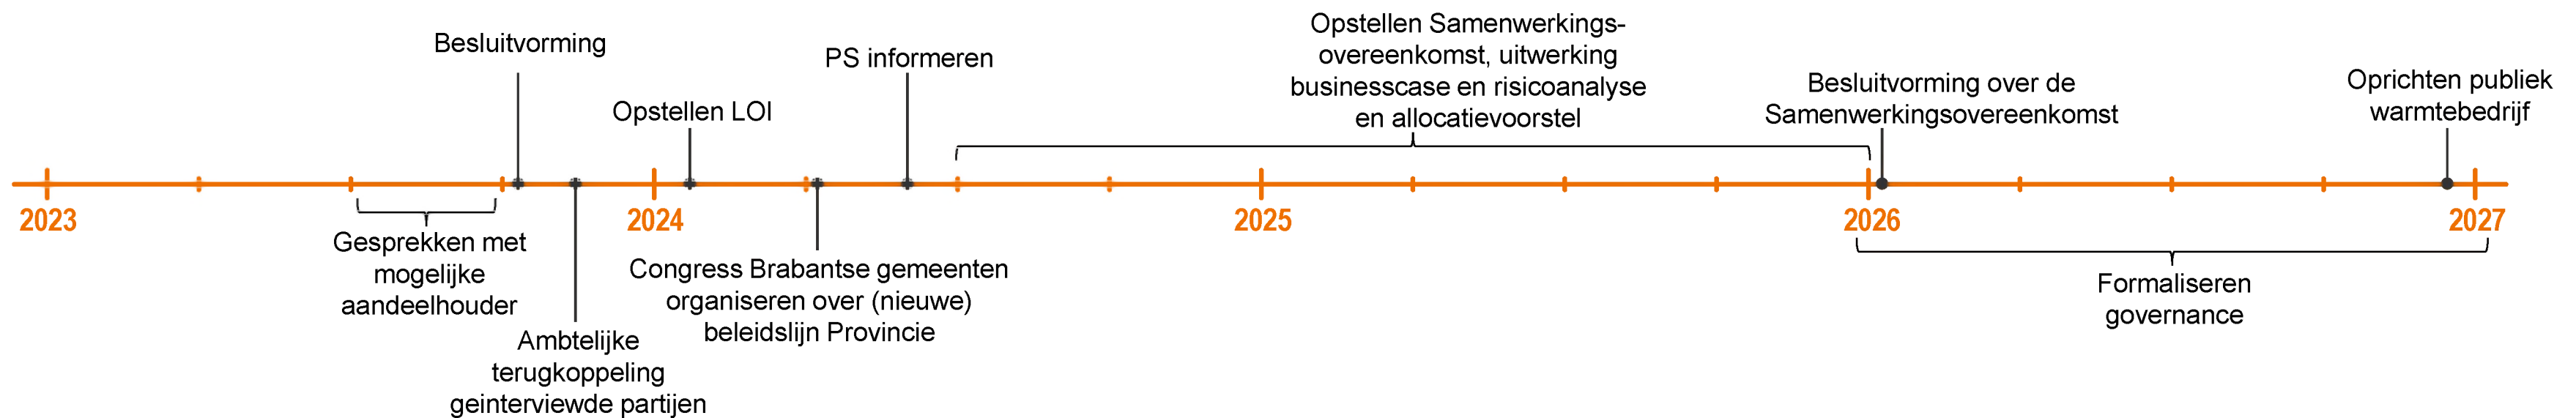 Besluitvorming
Opstellen LOI
PS informeren
Opstellen Samenwerkings-
overeenkomst, uitwerking
businesscase en risicoanalyse
en allocatievoorstel
Besluitvorming over de
Samenwerkingsovereenkomst
Oprichten publiek
warmtebedrijf
2023
2024
2025
2026
2027
Gesprekken met
mogelijke
aandeelhouder
Ambtelijke
terugkoppeling
geinterviewde partijen
Congress Brabantse gemeenten
organiseren over (nieuwe)
beleidslijn Provincie
Formaliseren
governance